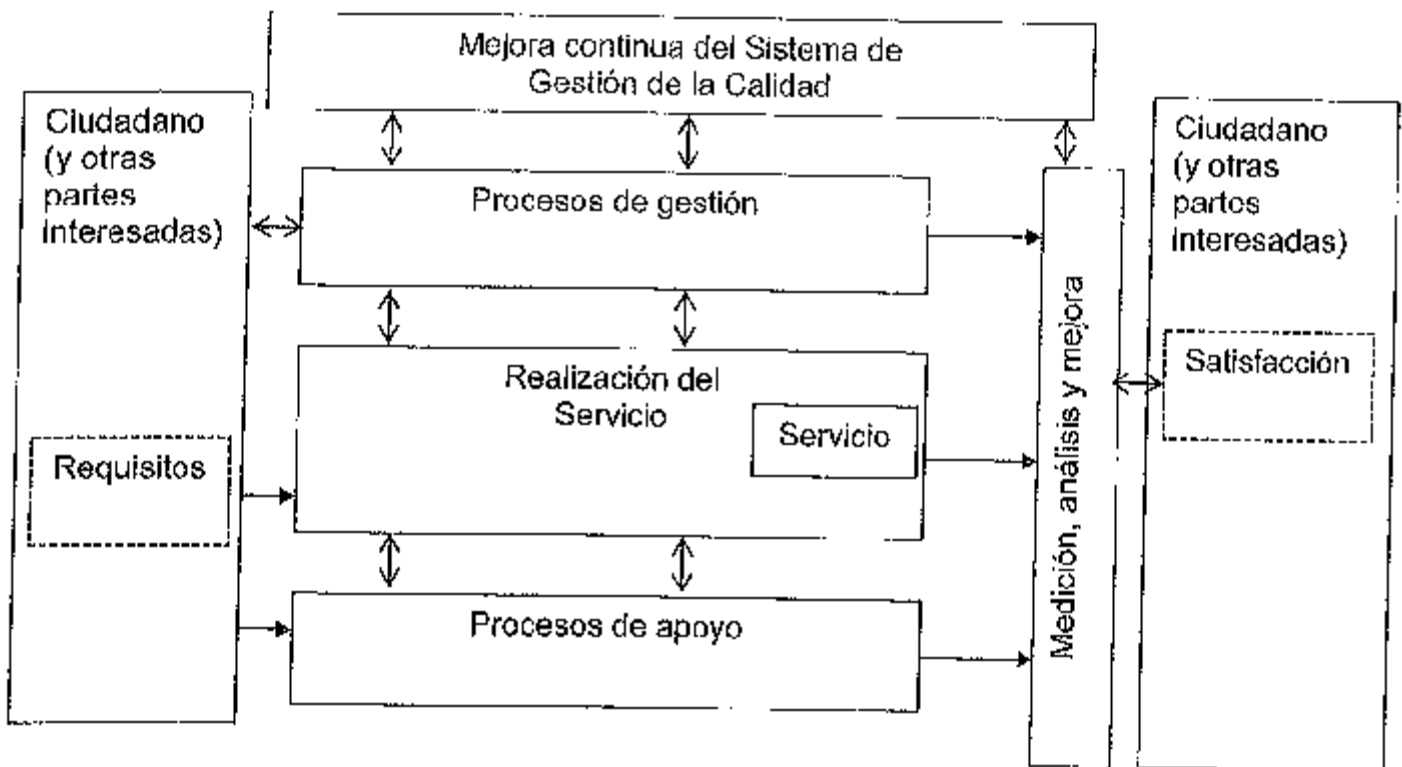 Mejora continua del Sistema de
Gestión de la Calidad
Ciudadano
(y otras
partes
interesadas)
Requisitos
Procesos de gestión
Realización del
Servicio
Servicio
Procesos de apoyo
Medición, análisis y mejora
Ciudadano
(y otras
partes
interesadas)
Satisfacción